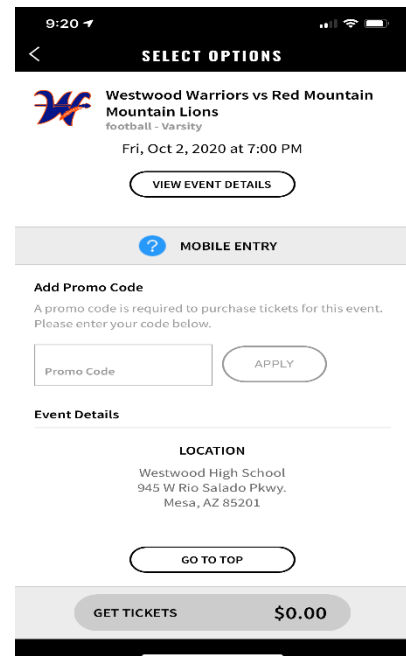 9:20
SELECT OPTIONS
Westwood Warriors vs Red Mountain
Mountain Lions
football - Varsity
Fri, Oct 2, 2020 at 7:00 PM
VIEW EVENT DETAILS
? MOBILE ENTRY
Add Promo Code
A promo code is required to purchase tickets for this event.
Please enter your code below.
Promo Code
APPLY
Event Details
LOCATION
Westwood High School
945 W Rio Salado Pkwy.
Mesa, AZ 85201
GO TO TOP
GET TICKETS $0.00